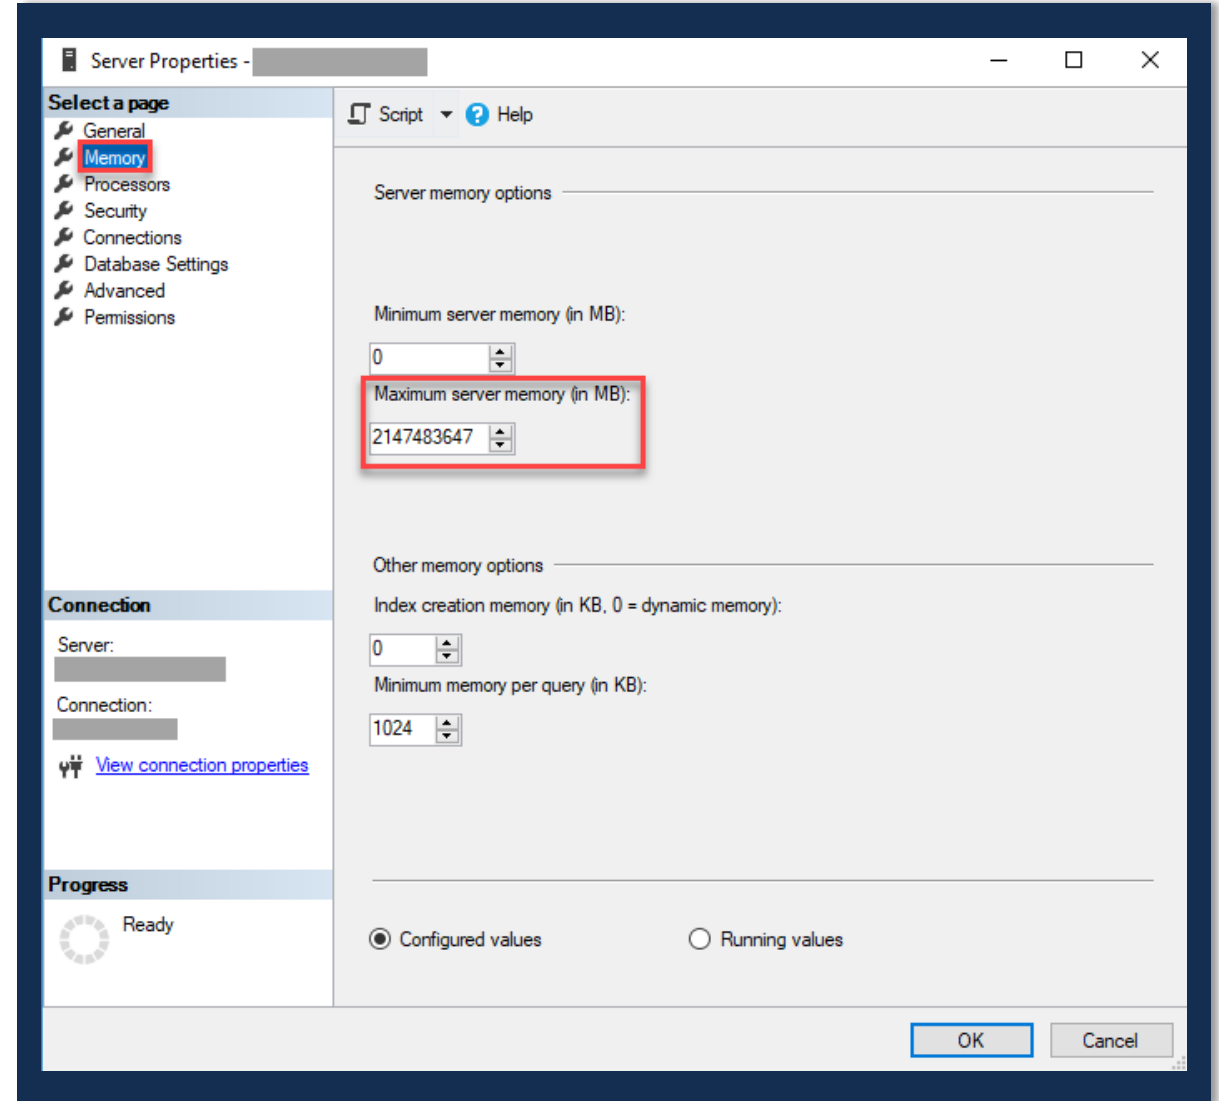 Server Properties -
Select a page
General
Memory
Processors
Security
Connections
Database Settings
Advanced
Permissions
Connection
Server:
Connection:
View connection properties
Progress
Ready
Script
Help
Server memory options
Minimum server memory (in MB):
0
Maximum server memory (in MB):
2147483647
Other memory options
Index creation memory (in KB, 0 = dynamic memory):
0
Minimum memory per query (in KB):
1024
Configured values
Running values
OK
Cancel